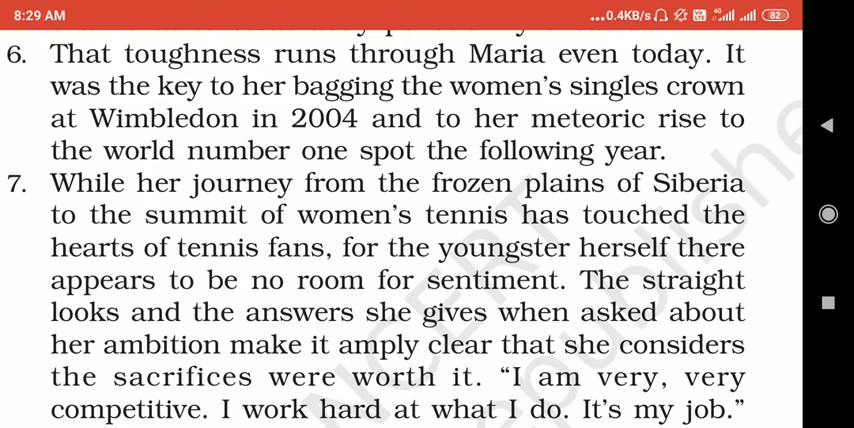 8:29 AM
...0.4KB/s 4G 82
6. That toughness runs through Maria even today. It
was the key to her bagging the women's singles crown
at Wimbledon in 2004 and to her meteoric rise to
the world number one spot the following year.
7. While her journey from the frozen plains of Siberia
to the summit of women's tennis has touched the
hearts of tennis fans, for the youngster herself there
appears to be no room for sentiment. The straight
looks and the answers she gives when asked about
her ambition make it amply clear that she considers
the sacrifices were worth it. “I am very, very
competitive. I work hard at what I do. It's my job.”
NCERT
republishe